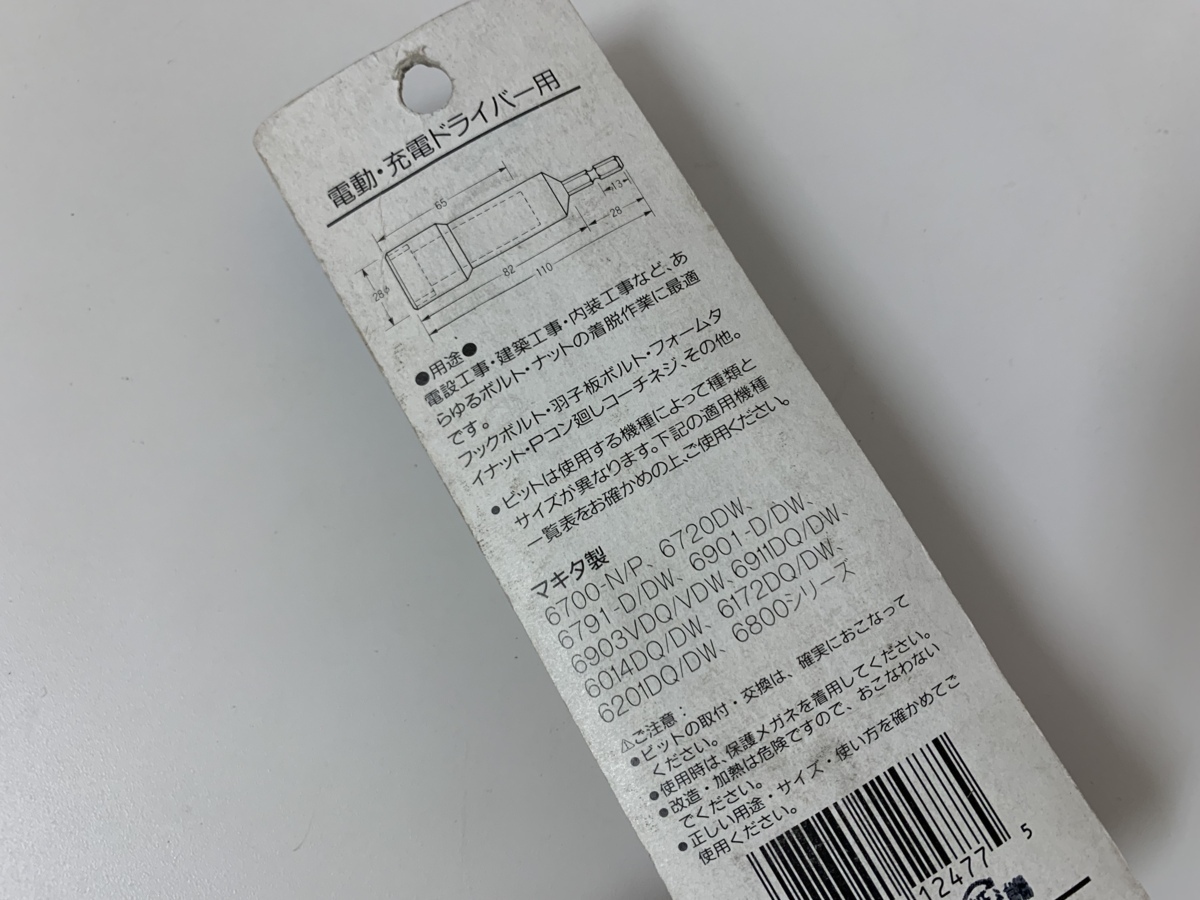 電動・充電ドライバー用
65
13
28
82
110
28φ
●用途●
電設工事・建築工事・内装工事など、あ
らゆるボルト・ナットの着脱作業に最適
です。
フックボルト・羽子板ボルト・フォームタ
イナット・Pコン廻しコーチネジ、その他。
●ビットは使用する機種によって種類と
サイズが異なります。下記の適用機種
一覧表をお確かめの上、ご使用ください。
マキタ製
6700-N/P、6720DW、
6791-D/DW、6901-D/DW、
6903VDQ/VDW、6911DQ/DW、
6014DQ/DW、6172DQ/DW、
6201DQ/DW、6800シリーズ
⚠ご注意：
●ビットの取付・交換は、確実におこなって
ください。
●使用時は、保護メガネを着用してください。
●改造・加熱は危険ですので、おこなわない
でください。
●正しい用途・サイズ・使い方を確かめてご
使用ください。
12477 5